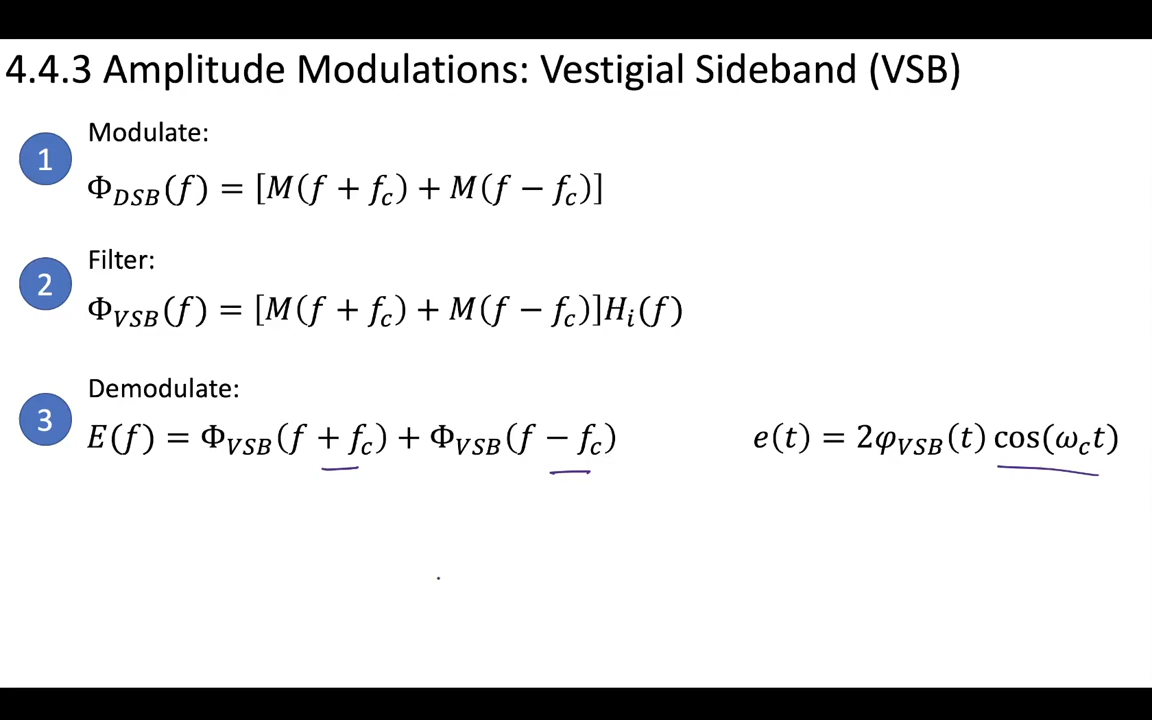 4.4.3 Amplitude Modulations: Vestigial Sideband (VSB)
1
Modulate:
Φ_DSB(f) = [M(f + f_c) + M(f − f_c)]
2
Filter:
Φ_VSB(f) = [M(f + f_c) + M(f − f_c)]H_i(f)
3
Demodulate:
E(f) = Φ_VSB(f + f_c) + Φ_VSB(f − f_c)
e(t) = 2φ_VSB(t) cos(ω_c t)